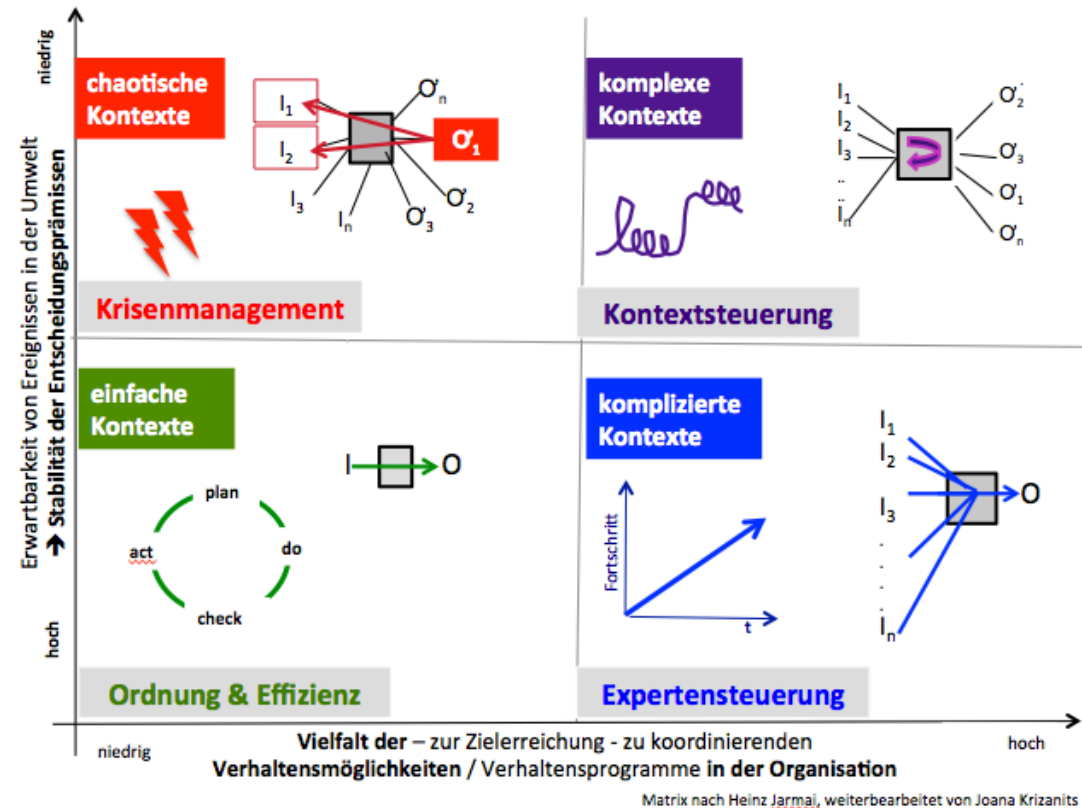 niedrig
Erwartbarkeit von Ereignissen in der Umwelt
➔ Stabilität der Entscheidungsprämissen
hoch
chaotische
Kontexte
I1
I2
I3
In
O'n
O'1
O'2
O'3
Krisenmanagement
komplexe
Kontexte
I1
I2
I3
..
In
O'2
O'3
O'1
O'n
Kontextsteuerung
einfache
Kontexte
I
O
plan
do
check
act
Ordnung & Effizienz
komplizierte
Kontexte
Fortschritt
t
I1
I2
I3
.
.
.
In
O
Expertensteuerung
niedrig
Vielfalt der – zur Zielerreichung - zu koordinierenden
hoch
Verhaltensmöglichkeiten / Verhaltensprogramme in der Organisation
Matrix nach Heinz Jarmai, weiterbearbeitet von Joana Krizanits